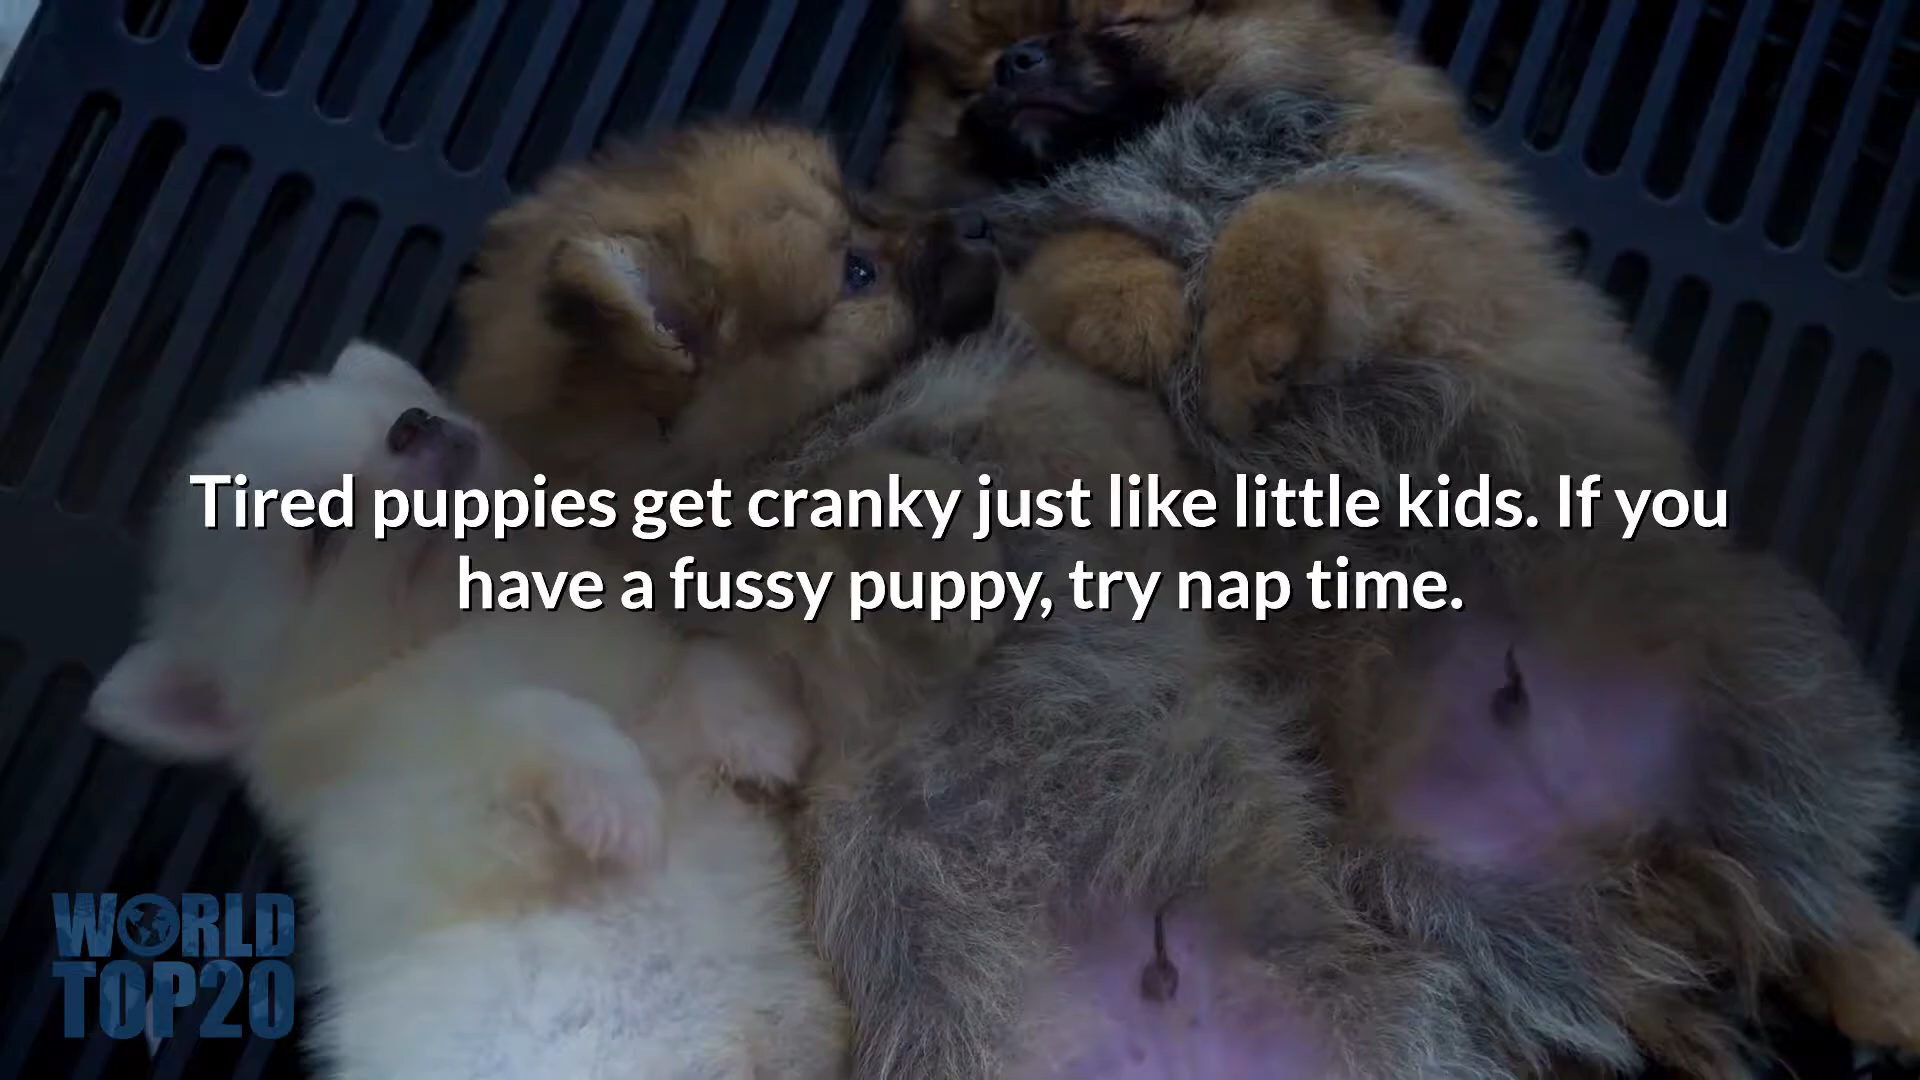 Tired puppies get cranky just like little kids. If you
have a fussy puppy, try nap time.
WORLD
TOP20